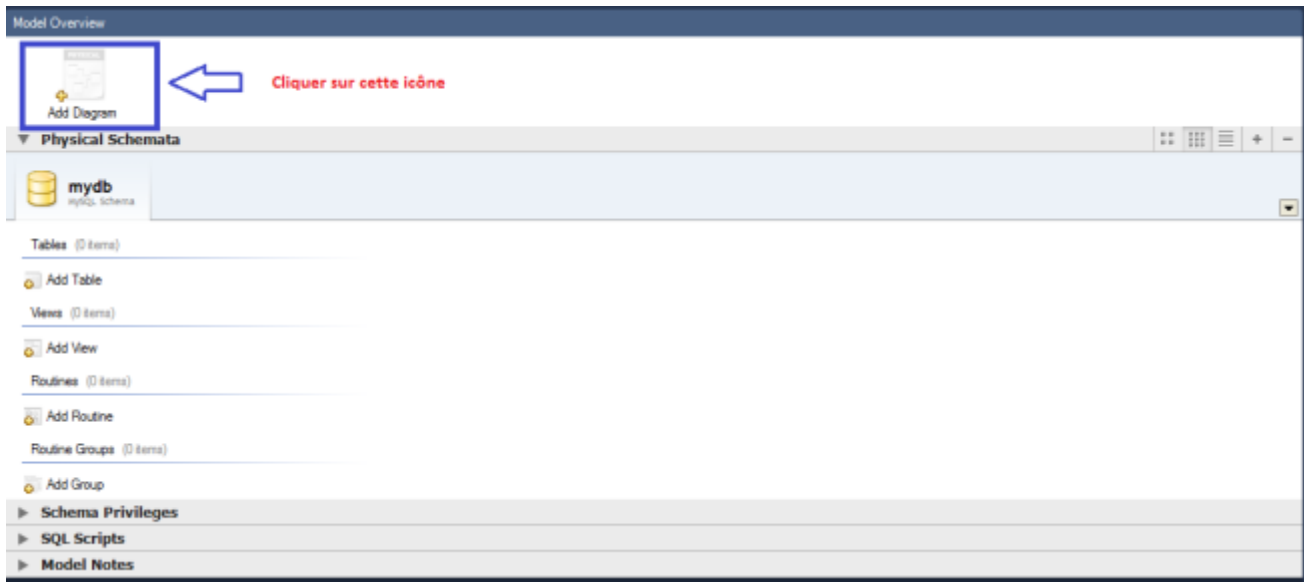 Model Overview
Cliquer sur cette icône
Add Diagram
Physical Schemata
mydb
MySQL Schema
Tables (0 items)
Add Table
Views (0 items)
Add View
Routines (0 items)
Add Routine
Routine Groups (0 items)
Add Group
Schema Privileges
SQL Scripts
Model Notes